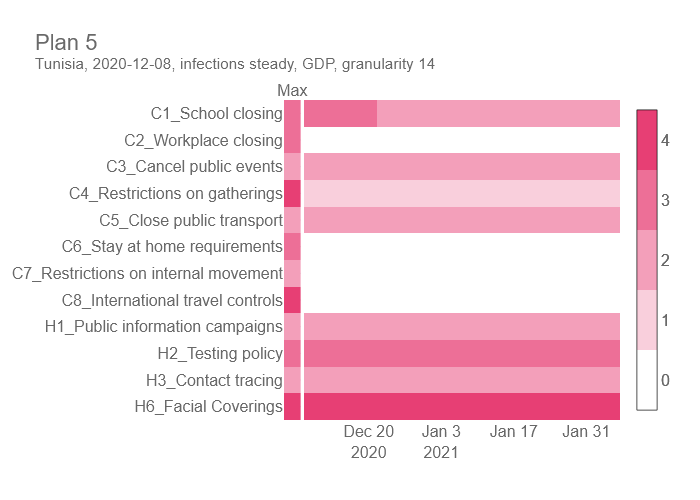 Plan 5
Tunisia, 2020-12-08, infections steady, GDP, granularity 14
Max
C1_School closing
C2_Workplace closing
C3_Cancel public events
C4_Restrictions on gatherings
C5_Close public transport
C6_Stay at home requirements
C7_Restrictions on internal movement
C8_International travel controls
H1_Public information campaigns
H2_Testing policy
H3_Contact tracing
H6_Facial Coverings
Dec 20 Jan 3 Jan 17 Jan 31
2020 2021
4
3
2
1
0